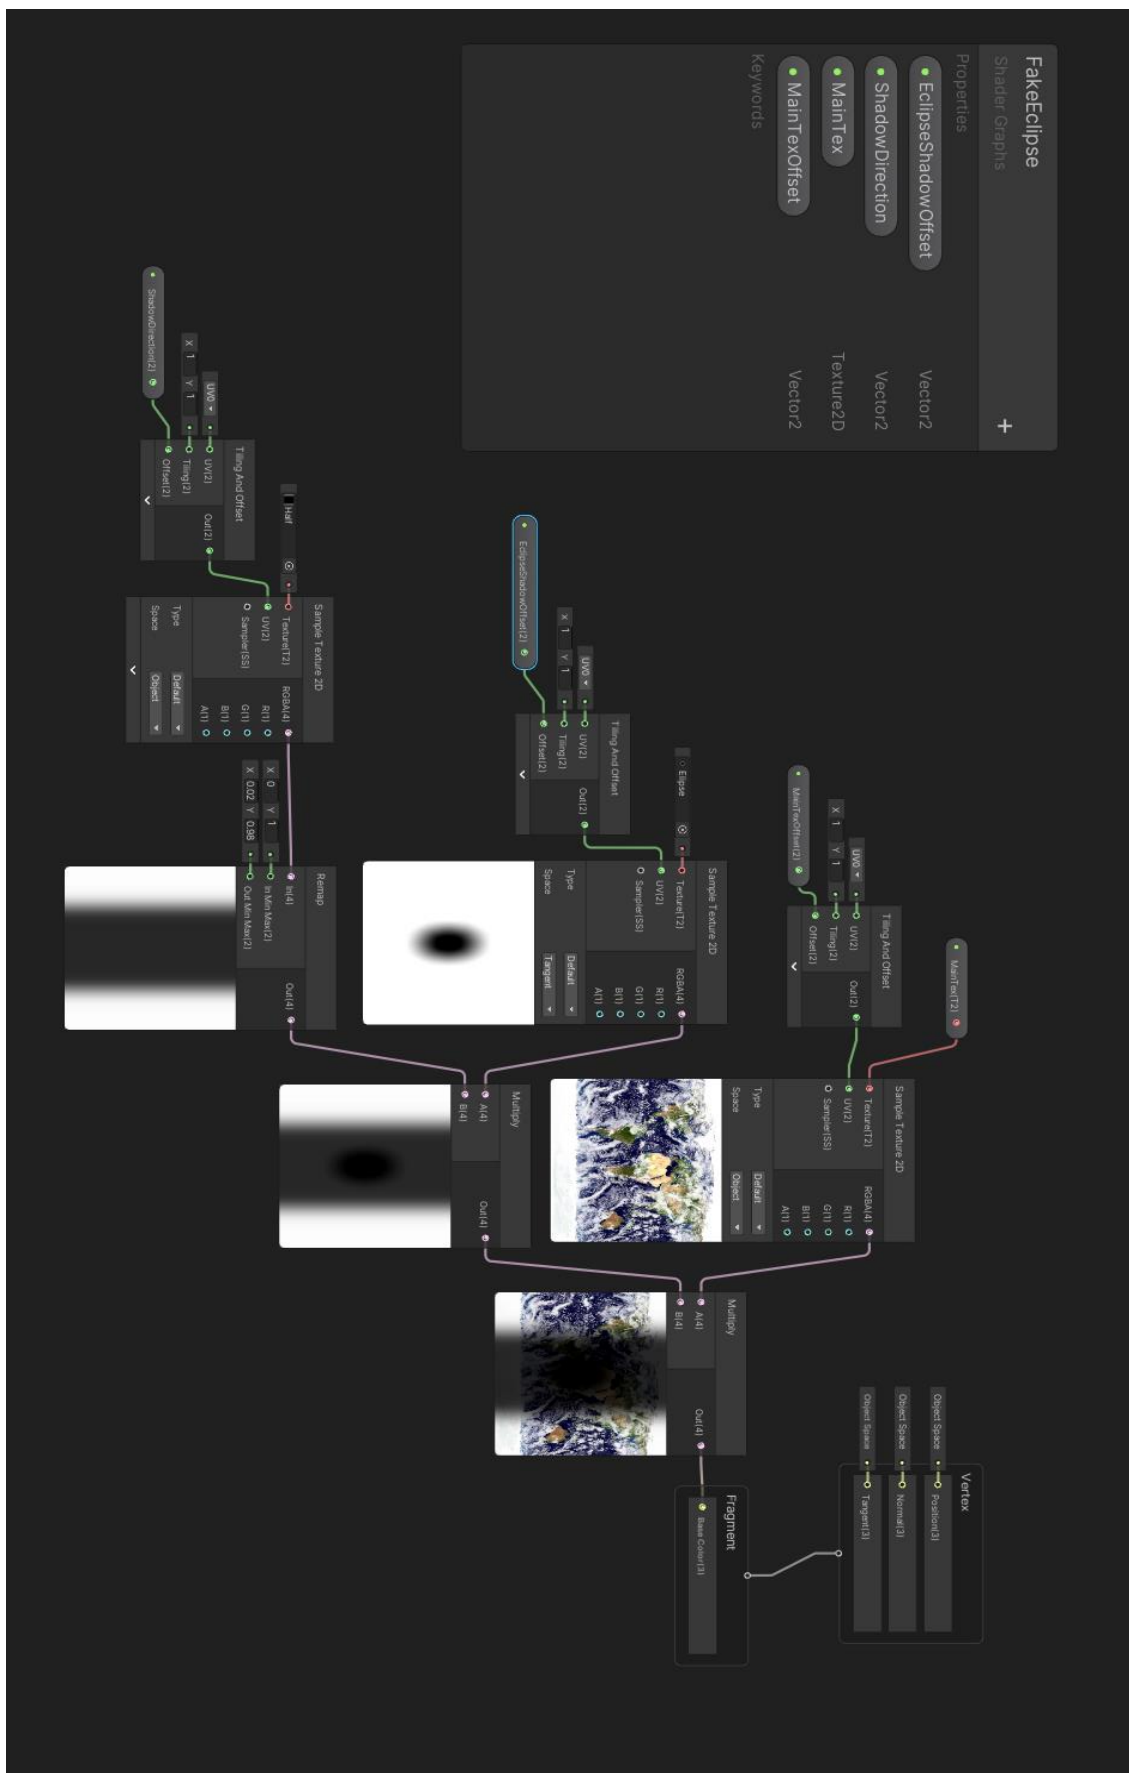 FakeEclipse
Shader Graphs
+
Properties
EclipseShadowOffset Vector2
ShadowDirection Vector2
MainTex Texture2D
MainTexOffset Vector2
Keywords
MainTex(T2)
Sample Texture 2D
Texture(T2) RGBA(4)
UV(2) R(1)
Sampler(SS) G(1)
B(1)
A(1)
Type Default
Space Object
Tiling And Offset
UV0 UV(2) Out(2)
X 1 Y 1 Tiling(2)
MainTexOffset(2) Offset(2)
Vertex
Object Space Position(3)
Object Space Normal(3)
Object Space Tangent(3)
Multiply
A(4) Out(4)
B(4)
Fragment
Base Color(3)
Sample Texture 2D
Elipse Texture(T2) RGBA(4)
UV(2) R(1)
Sampler(SS) G(1)
B(1)
A(1)
Type Default
Space Tangent
Tiling And Offset
UV0 UV(2) Out(2)
X 1 Y 1 Tiling(2)
EclipseShadowOffset(2) Offset(2)
Multiply
A(4) Out(4)
B(4)
Sample Texture 2D
Half Texture(T2) RGBA(4)
UV(2) R(1)
Sampler(SS) G(1)
B(1)
A(1)
Type Default
Space Object
Remap
In(4) Out(4)
X 0 Y 1 In Min Max(2)
X 0.02 Y 0.98 Out Min Max(2)
Tiling And Offset
UV0 UV(2) Out(2)
X 1 Y 1 Tiling(2)
ShadowDirection(2) Offset(2)